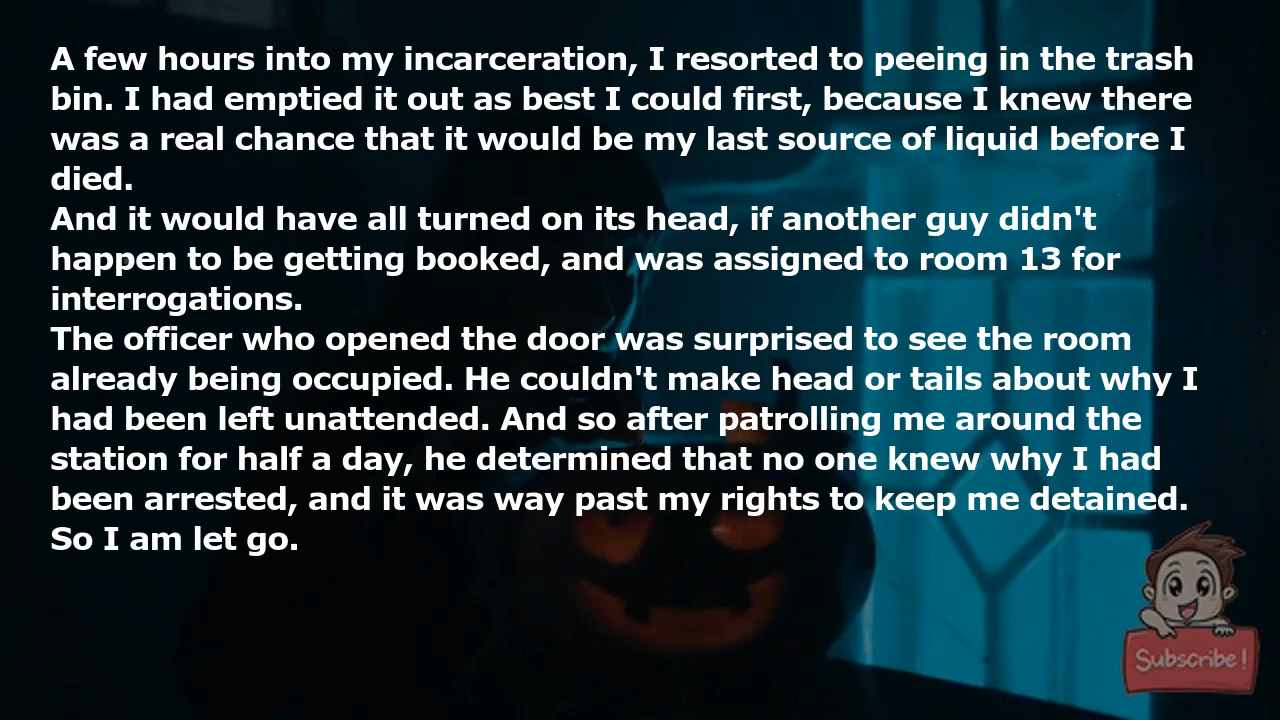 A few hours into my incarceration, I resorted to peeing in the trash
bin. I had emptied it out as best I could first, because I knew there
was a real chance that it would be my last source of liquid before I
died.
And it would have all turned on its head, if another guy didn't
happen to be getting booked, and was assigned to room 13 for
interrogations.
The officer who opened the door was surprised to see the room
already being occupied. He couldn't make head or tails about why I
had been left unattended. And so after patrolling me around the
station for half a day, he determined that no one knew why I had
been arrested, and it was way past my rights to keep me detained.
So I am let go.
Subscribe!